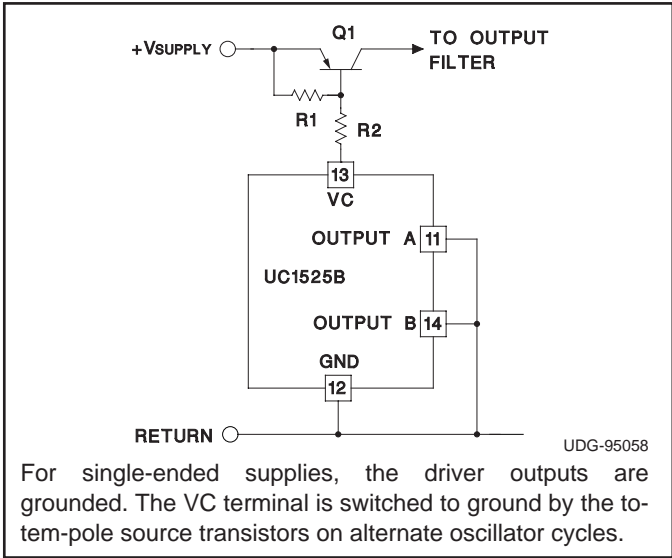 Q1
+VSUPPLY
TO OUTPUT
FILTER
R1
R2
13
VC
OUTPUT A 11
UC1525B
OUTPUT B 14
GND
12
RETURN
UDG-95058
For single-ended supplies, the driver outputs are
grounded. The VC terminal is switched to ground by the to-
tem-pole source transistors on alternate oscillator cycles.